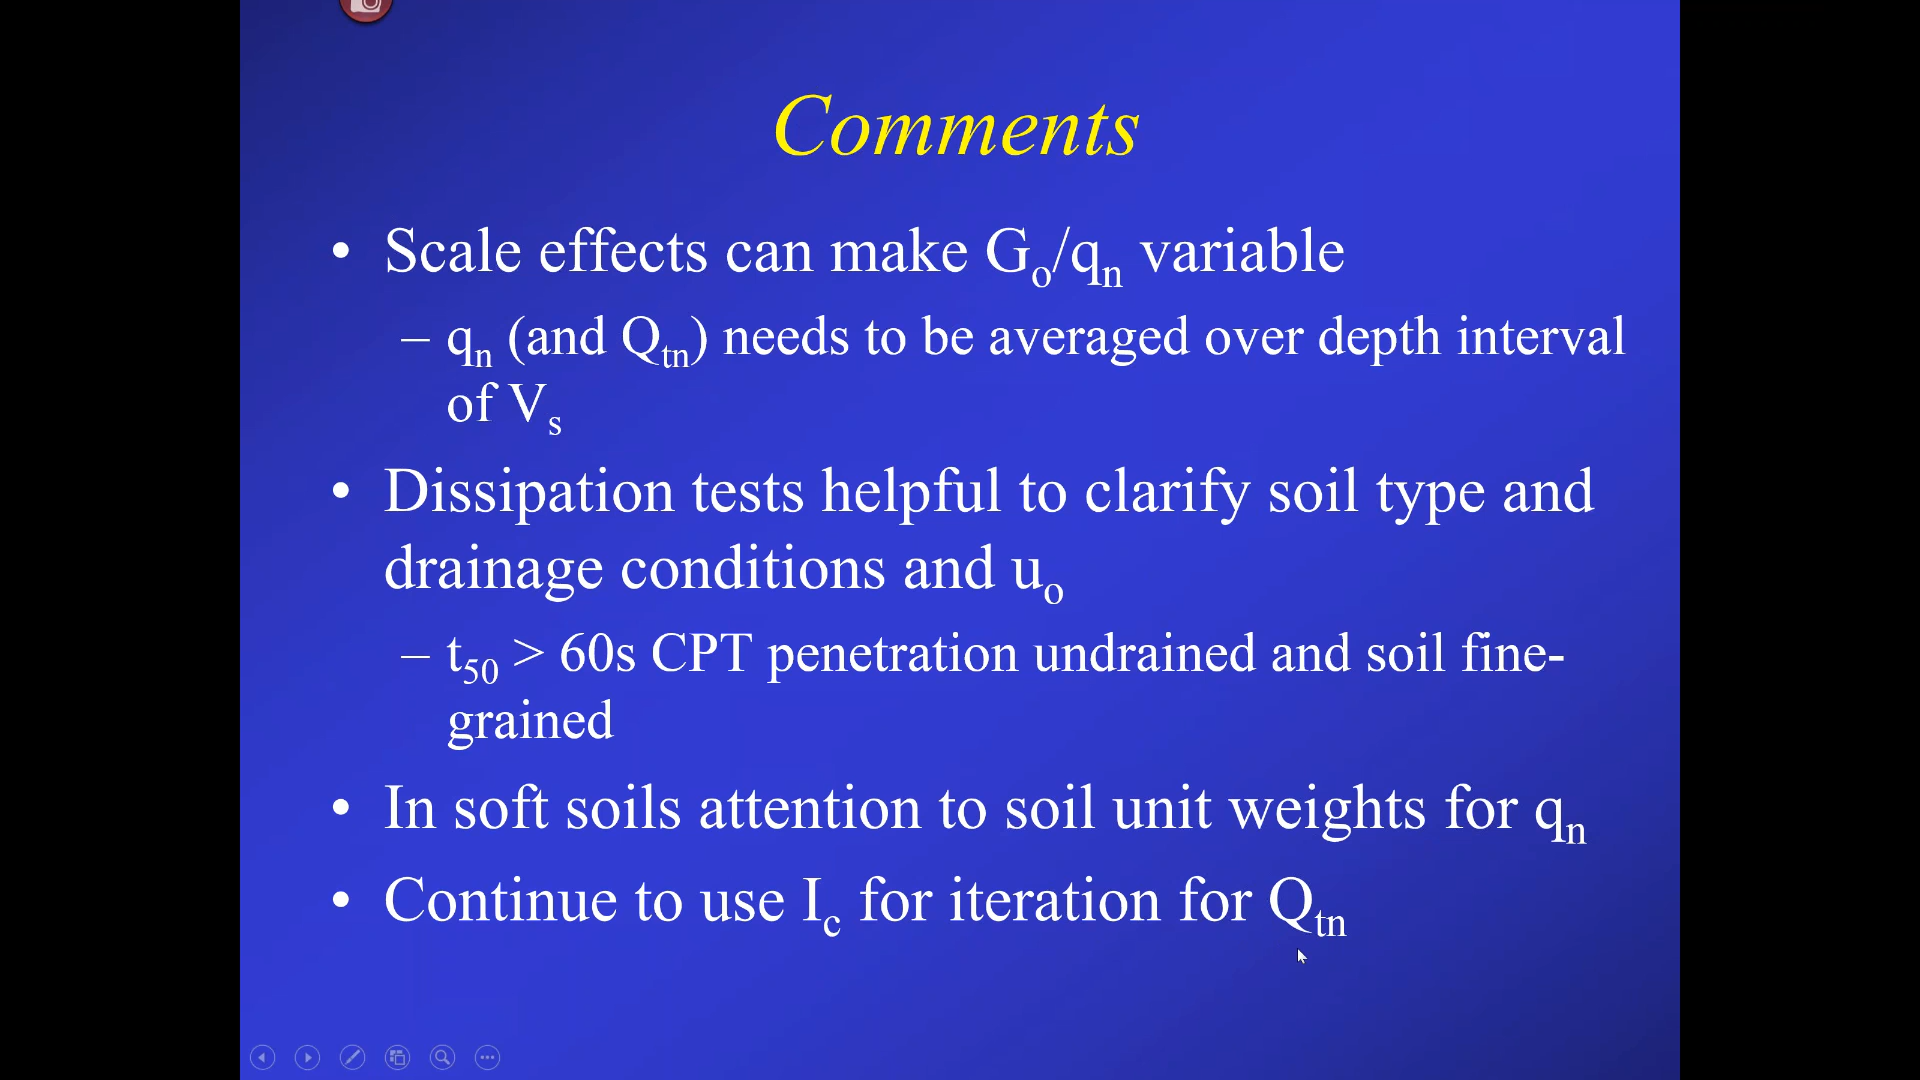 Comments
• Scale effects can make Gₒ/qₙ variable
– qₙ (and Qₜₙ) needs to be averaged over depth interval
of Vₛ
• Dissipation tests helpful to clarify soil type and
drainage conditions and uₒ
– t₅₀ > 60s CPT penetration undrained and soil fine-
grained
• In soft soils attention to soil unit weights for qₙ
• Continue to use I_c for iteration for Qₜₙ